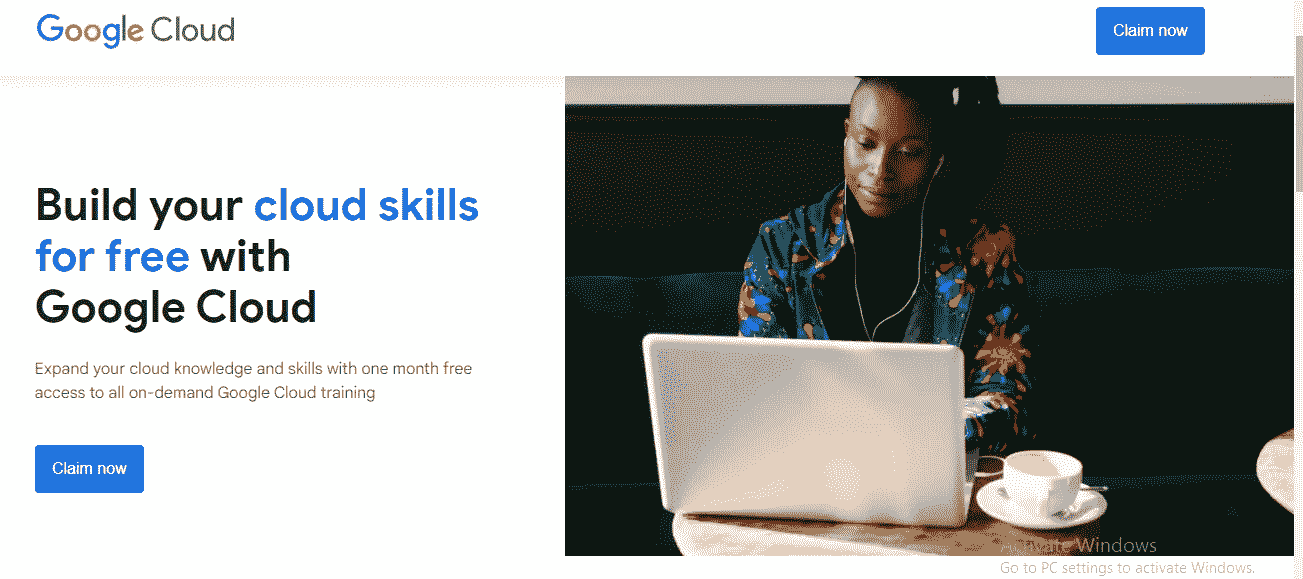 Google Cloud
Claim now
Build your cloud skills
for free with
Google Cloud
Expand your cloud knowledge and skills with one month free
access to all on-demand Google Cloud training
Claim now
Activate Windows
Go to PC settings to activate Windows.